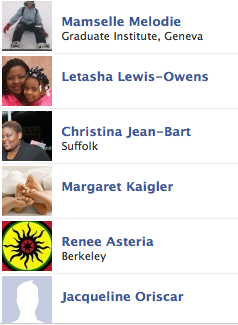 Mamselle Melodie
Graduate Institute, Geneva
Letasha Lewis-Owens
Christina Jean-Bart
Suffolk
Margaret Kaigler
Renee Asteria
Berkeley
Jacqueline Oriscar